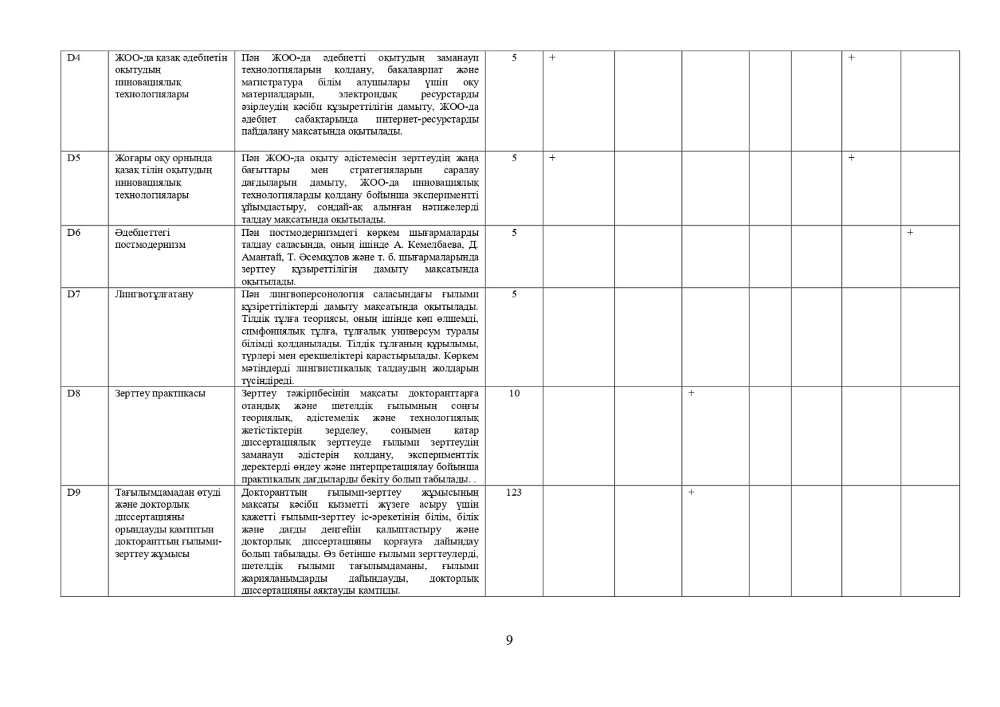 D4
ЖОО-да қазақ әдебиетін
оқытудың
инновациялық
технологиялары
Пән ЖОО-да әдебиетті оқытудың заманауи
технологияларын қолдану, бакалавриат және
магистратура білім алушылары үшін оқу
материалдарын, электрондық ресурстарды
әзірлеудің кәсіби құзыреттілігін дамыту, ЖОО-да
әдебиет сабақтарында интернет-ресурстарды
пайдалану мақсатында оқытылады.
5
+
+
D5
Жоғары оқу орнында
қазақ тілін оқытудың
инновациялық
технологиялары
Пән ЖОО-да оқыту әдістемесін зерттеудің жаңа
бағыттары мен стратегияларын саралау
дағдыларын дамыту, ЖОО-да инновациялық
технологияларды қолдану бойынша экспериментті
ұйымдастыру, сондай-ақ алынған нәтижелерді
талдау мақсатында оқытылады.
5
+
+
D6
Әдебиеттегі
постмодернизм
Пән постмодернизмдегі көркем шығармаларды
талдау саласында, оның ішінде А. Кемелбаева, Д.
Амантай, Т. Әсемқұлов және т. б. шығармаларында
зерттеу құзыреттілігін дамыту мақсатында
оқытылады.
5
+
D7
Лингвотұлғатану
Пән лингвоперсонология саласындағы ғылыми
құзіреттіліктерді дамыту мақсатында оқытылады.
Тілдік тұлға теориясы, оның ішінде көп өлшемді,
симфониялық тұлға, тұлғалық универсум туралы
білімді қолданылады. Тілдік тұлғаның құрылымы,
түрлері мен ерекшеліктері қарастырылады. Көркем
мәтіндерді лингвистикалық талдаудың жолдарын
түсіндіреді.
5
D8
Зерттеу практикасы
Зерттеу тәжірибесінің мақсаты докторанттарға
отандық және шетелдік ғылымның соңғы
теориялық, әдістемелік және технологиялық
жетістіктерін зерделеу, сонымен қатар
диссертациялық зерттеуде ғылыми зерттеудің
заманауи әдістерін қолдану, эксперименттік
деректерді өңдеу және интерпретациялау бойынша
практикалық дағдыларды бекіту болып табылады. .
10
+
D9
Тағылымдамадан өтуді
және докторлық
диссертацияны
орындауды қамтитын
докторанттың ғылыми-
зерттеу жұмысы
Докторанттың ғылыми-зерттеу жұмысының
мақсаты кәсіби қызметті жүзеге асыру үшін
қажетті ғылыми-зерттеу іс-әрекетінің білім, білік
және дағды деңгейін қалыптастыру және
докторлық диссертацияны қорғауға дайындау
болып табылады. Өз бетінше ғылыми зерттеулерді,
шетелдік ғылыми тағылымдаманы, ғылыми
жарияланымдарды дайындауды, докторлық
диссертацияны аяқтауды қамтиды.
123
+
9